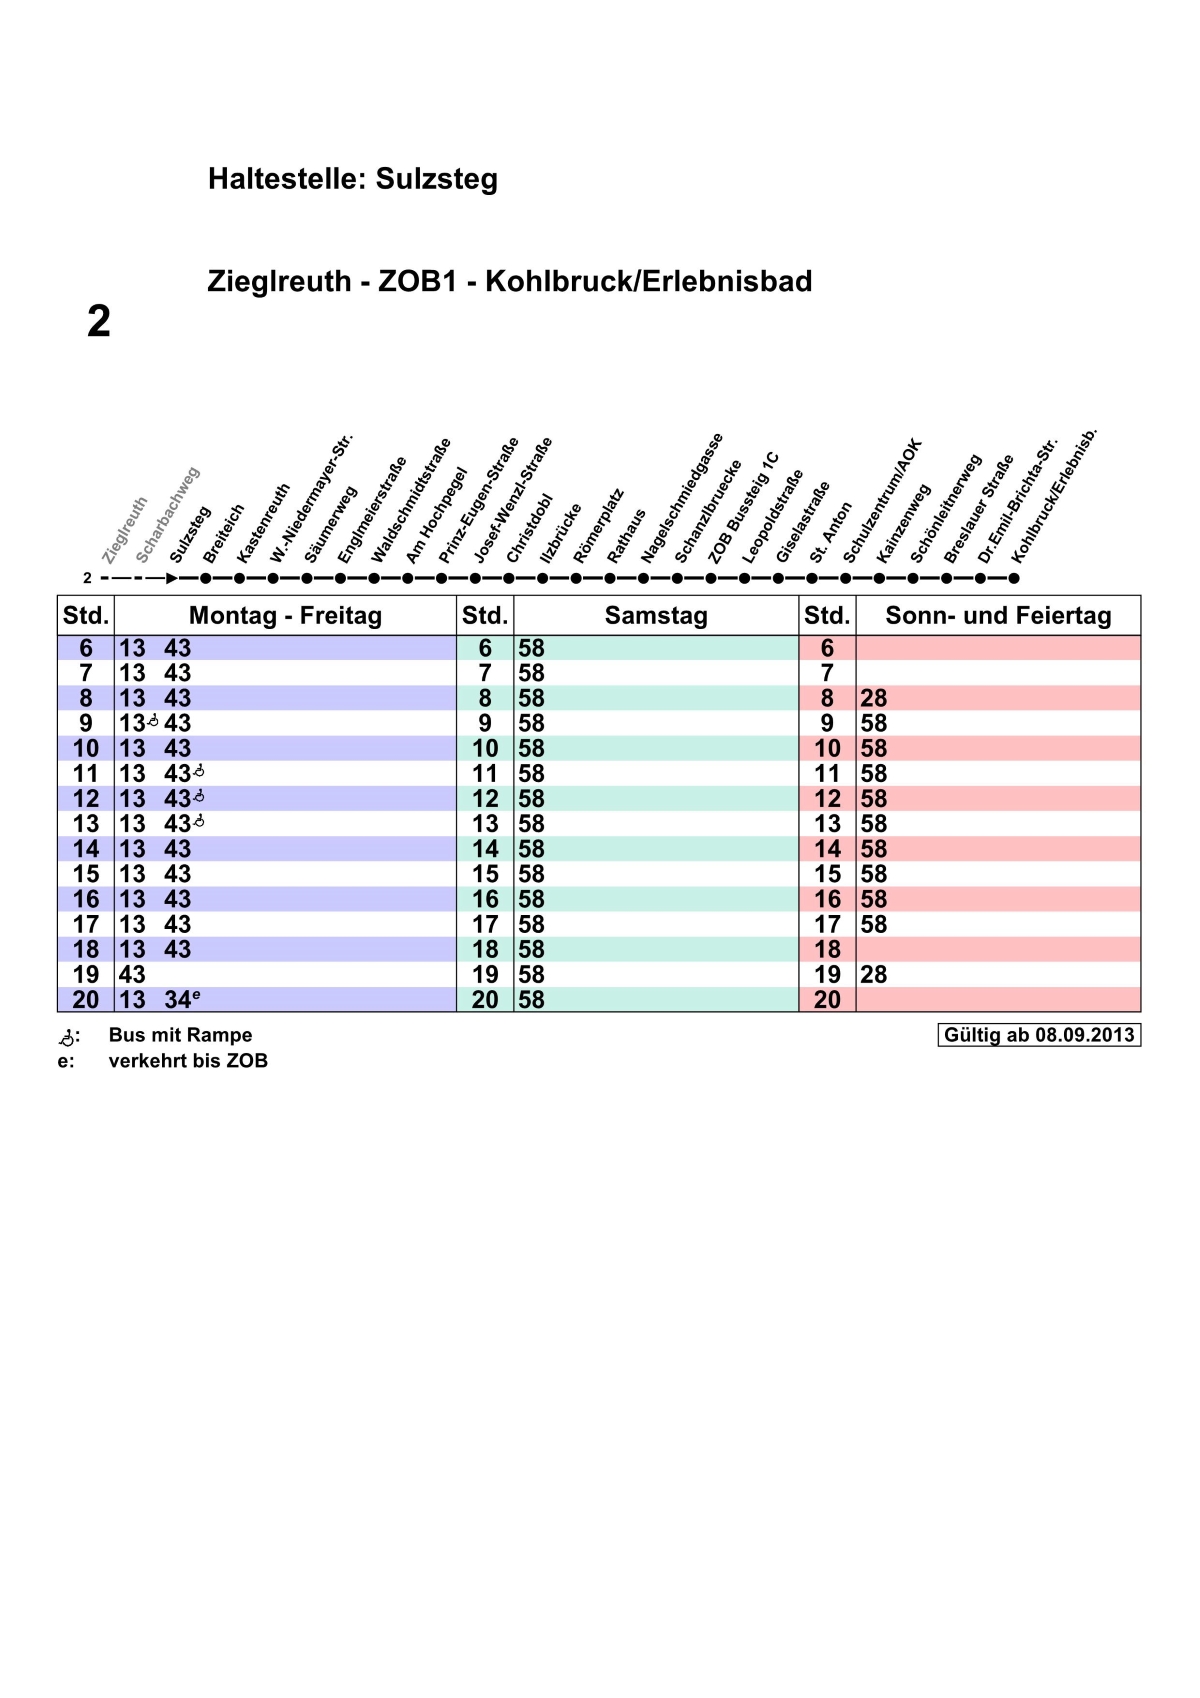 Haltestelle: Sulzsteg
Zieglreuth - ZOB1 - Kohlbruck/Erlebnisbad
2
Zieglreuth
Scharbachweg
Sulzsteg
Breiteich
Kastenreuth
W.-Niedermayer-Str.
Säumerweg
Englmeierstraße
Waldschmidtstraße
Am Hochpegel
Prinz-Eugen-Straße
Josef-Wenzl-Straße
Christdobl
Ilzbrücke
Römerplatz
Rathaus
Nagelschmiedgasse
Schanzlbruecke
ZOB Bussteig 1C
Leopoldstraße
Giselastraße
St. Anton
Schulzentrum/AOK
Kainzenweg
Schönleitnerweg
Breslauer Straße
Dr.Emil-Brichta-Str.
Kohlbruck/Erlebnisb.
2
Std. Montag - Freitag Std. Samstag Std. Sonn- und Feiertag
6 13 43 6 58 6
7 13 43 7 58 7
8 13 43 8 58 8 28
9 13 43 9 58 9 58
10 13 43 10 58 10 58
11 13 43 11 58 11 58
12 13 43 12 58 12 58
13 13 43 13 58 13 58
14 13 43 14 58 14 58
15 13 43 15 58 15 58
16 13 43 16 58 16 58
17 13 43 17 58 17 58
18 13 43 18 58 18
19 43 19 58 19 28
20 13 34e 20 58 20
: Bus mit Rampe Gültig ab 08.09.2013
e: verkehrt bis ZOB